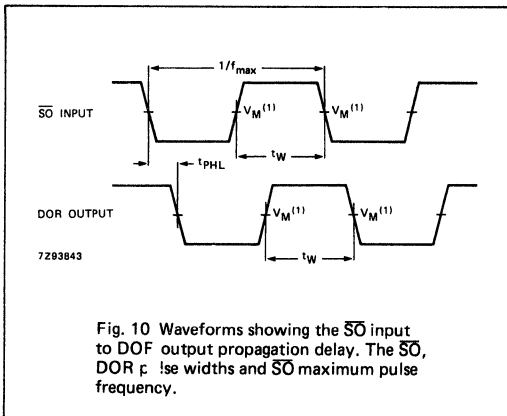 1/fmax
SO INPUT
VM(1) VM(1)
tW
tPHL
DOR OUTPUT
VM(1) VM(1)
tW
7Z93843
Fig. 10 Waveforms showing the SO input
to DOF output propagation delay. The SO,
DOR widths and SO maximum pulse
frequency.